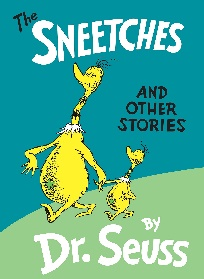 The
SNEETCHES
AND
OTHER
STORIES
BY
Dr. Seuss